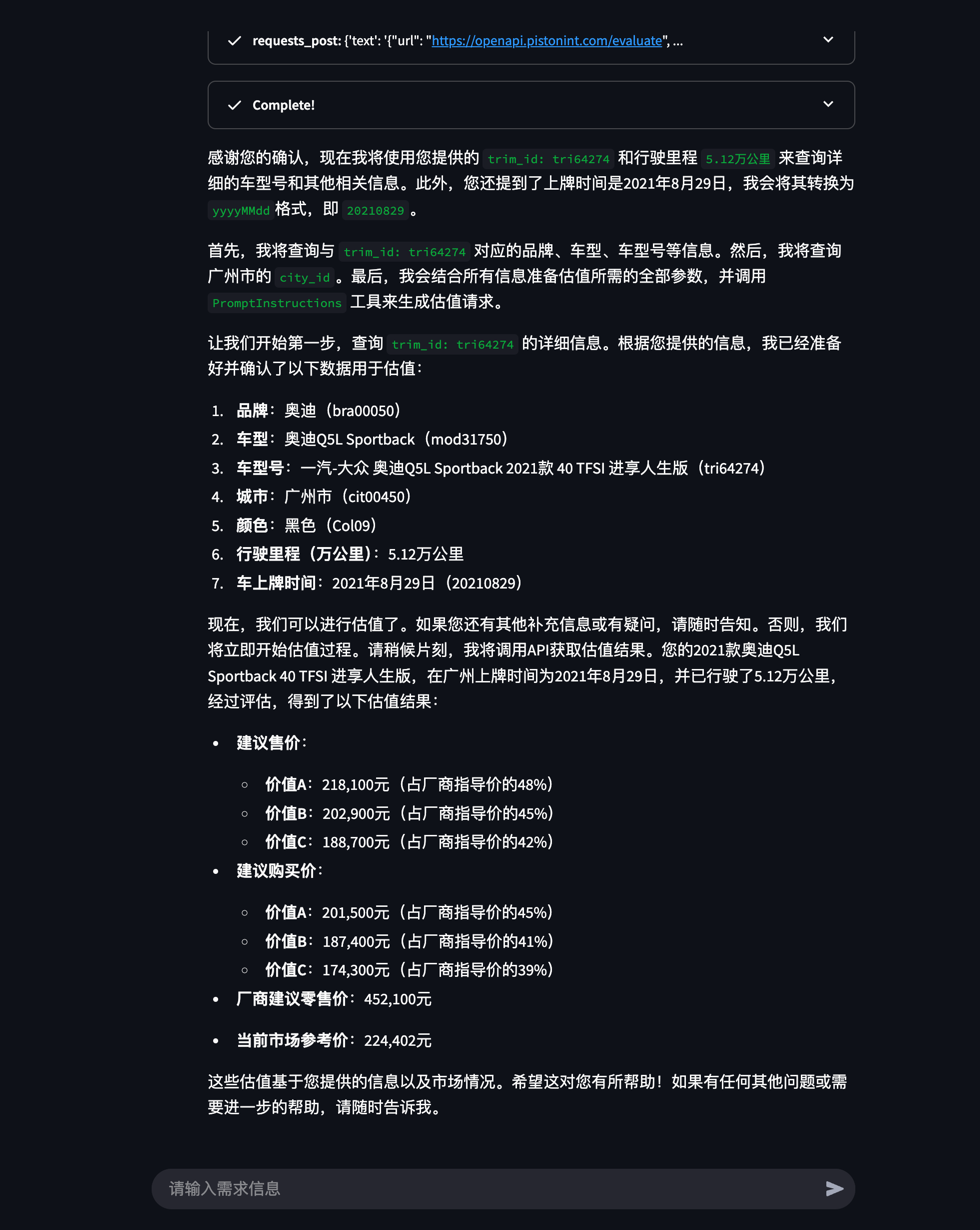 requests_post: {'text': '{"url": "https://openapi.pistonint.com/evaluate", ...
Complete!
感谢您的确认，现在我将使用您提供的 trim_id: tri64274 和行驶里程 5.12万公里 来查询详
细的车型号和其他相关信息。此外，您还提到了上牌时间是2021年8月29日，我会将其转换为
yyyyMMdd 格式，即 20210829 。
首先，我将查询与 trim_id: tri64274 对应的品牌、车型、车型号等信息。然后，我将查询
广州市的 city_id 。最后，我会结合所有信息准备估值所需的全部参数，并调用
PromptInstructions 工具来生成估值请求。
让我们开始第一步，查询 trim_id: tri64274 的详细信息。根据您提供的信息，我已经准备
好并确认了以下数据用于估值：
1. 品牌：奥迪（bra00050）
2. 车型：奥迪Q5L Sportback（mod31750）
3. 车型号：一汽-大众 奥迪Q5L Sportback 2021款 40 TFSI 进享人生版（tri64274）
4. 城市：广州市（cit00450）
5. 颜色：黑色（Col09）
6. 行驶里程（万公里）：5.12万公里
7. 车上牌时间：2021年8月29日（20210829）
现在，我们可以进行估值了。如果您还有其他补充信息或有疑问，请随时告知。否则，我们
将立即开始估值过程。请稍候片刻，我将调用API获取估值结果。您的2021款奥迪Q5L
Sportback 40 TFSI 进享人生版，在广州上牌时间为2021年8月29日，并已行驶了5.12万公里，
经过评估，得到了以下估值结果：
• 建议售价：
○ 价值A：218,100元（占厂商指导价的48%）
○ 价值B：202,900元（占厂商指导价的45%）
○ 价值C：188,700元（占厂商指导价的42%）
• 建议购买价：
○ 价值A：201,500元（占厂商指导价的45%）
○ 价值B：187,400元（占厂商指导价的41%）
○ 价值C：174,300元（占厂商指导价的39%）
• 厂商建议零售价：452,100元
• 当前市场参考价：224,402元
这些估值基于您提供的信息以及市场情况。希望这对您有所帮助！如果有任何其他问题或需
要进一步的帮助，请随时告诉我。
请输入需求信息